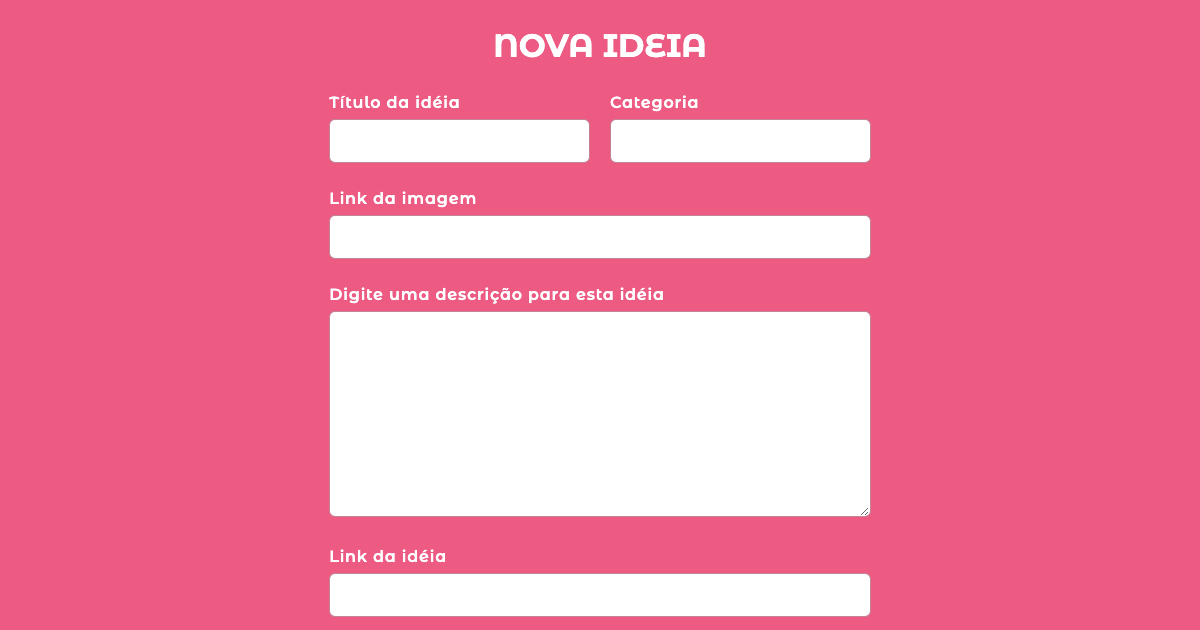 NOVA IDEIA
Título da idéia
Categoria
Link da imagem
Digite uma descrição para esta idéia
Link da idéia